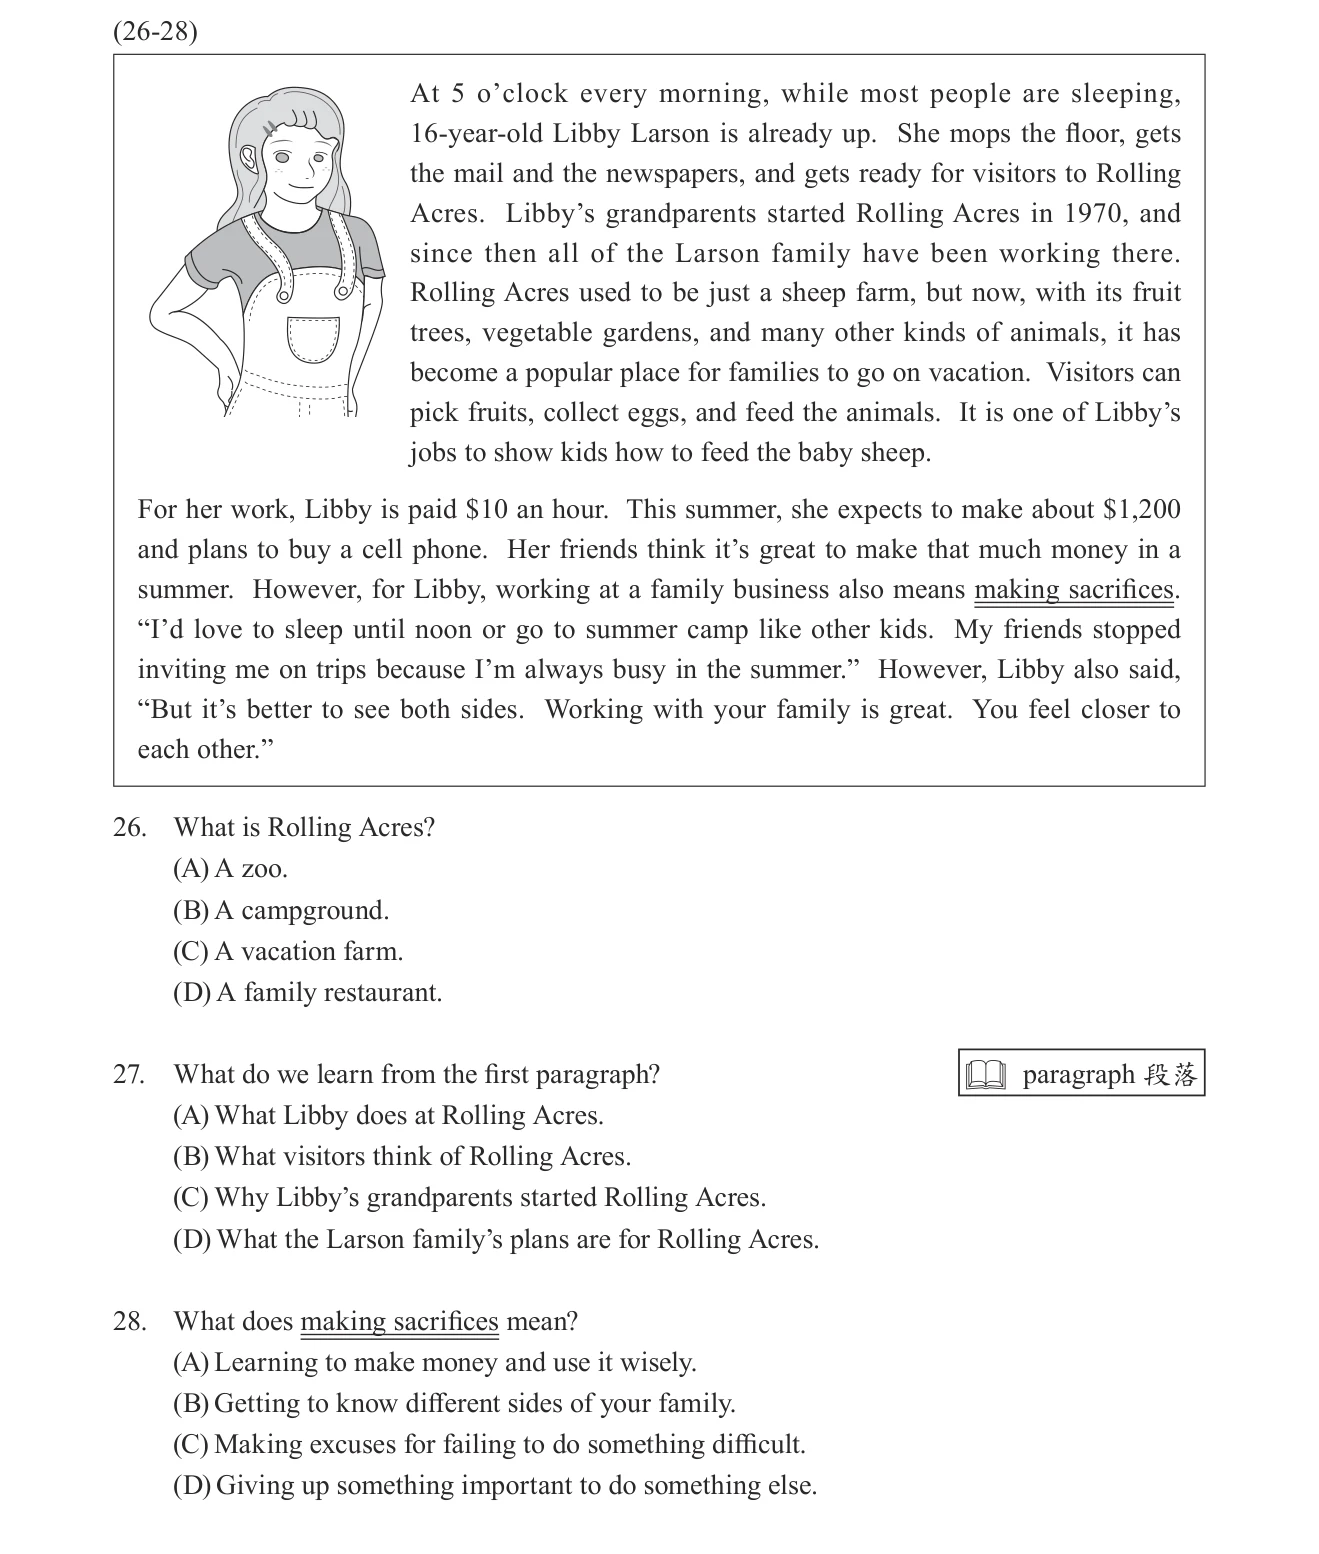 (26-28)
At 5 o’clock every morning, while most people are sleeping,
16-year-old Libby Larson is already up. She mops the floor, gets
the mail and the newspapers, and gets ready for visitors to Rolling
Acres. Libby’s grandparents started Rolling Acres in 1970, and
since then all of the Larson family have been working there.
Rolling Acres used to be just a sheep farm, but now, with its fruit
trees, vegetable gardens, and many other kinds of animals, it has
become a popular place for families to go on vacation. Visitors can
pick fruits, collect eggs, and feed the animals. It is one of Libby’s
jobs to show kids how to feed the baby sheep.
For her work, Libby is paid $10 an hour. This summer, she expects to make about $1,200
and plans to buy a cell phone. Her friends think it’s great to make that much money in a
summer. However, for Libby, working at a family business also means making sacrifices.
“I’d love to sleep until noon or go to summer camp like other kids. My friends stopped
inviting me on trips because I’m always busy in the summer.” However, Libby also said,
“But it’s better to see both sides. Working with your family is great. You feel closer to
each other.”
26. What is Rolling Acres?
(A) A zoo.
(B) A campground.
(C) A vacation farm.
(D) A family restaurant.
27. What do we learn from the first paragraph?
paragraph 段落
(A) What Libby does at Rolling Acres.
(B) What visitors think of Rolling Acres.
(C) Why Libby’s grandparents started Rolling Acres.
(D) What the Larson family’s plans are for Rolling Acres.
28. What does making sacrifices mean?
(A) Learning to make money and use it wisely.
(B) Getting to know different sides of your family.
(C) Making excuses for failing to do something difficult.
(D) Giving up something important to do something else.